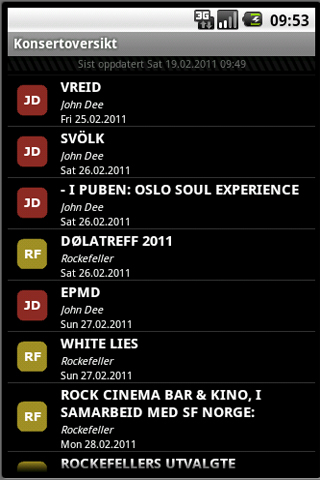 3G
09:53
Konsertoversikt
Sist oppdatert Sat 19.02.2011 09:49
JD
VREID
John Dee
Fri 25.02.2011
JD
SVÖLK
John Dee
Sat 26.02.2011
JD
- I PUBEN: OSLO SOUL EXPERIENCE
John Dee
Sat 26.02.2011
RF
DØLATREFF 2011
Rockefeller
Sat 26.02.2011
JD
EPMD
John Dee
Sun 27.02.2011
RF
WHITE LIES
Rockefeller
Sun 27.02.2011
RF
ROCK CINEMA BAR & KINO, I
SAMARBEID MED SF NORGE:
Rockefeller
Mon 28.02.2011
ROCKEFELLERS UTVALGTE